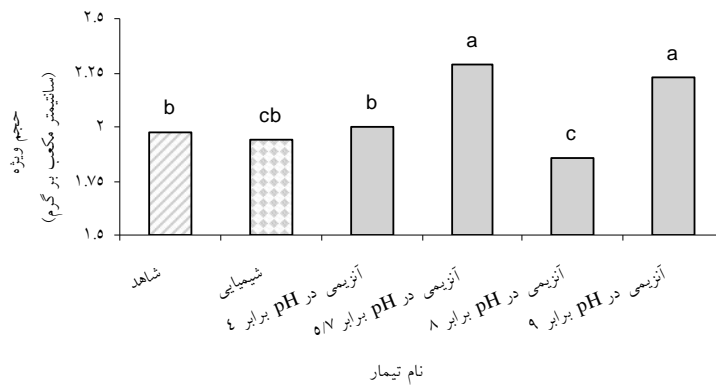 حجم ویژه
(سانتیمتر مکعب بر گرم)
۲.۵
۲.۲۵
۲
۱.۷۵
۱.۵
b
cb
b
a
c
a
شاهد
شیمیایی
آنزیمی در pH برابر ٤
آنزیمی در pH برابر ٥/٧
آنزیمی در pH برابر ۸
آنزیمی در pH برابر ۹
نام تیمار